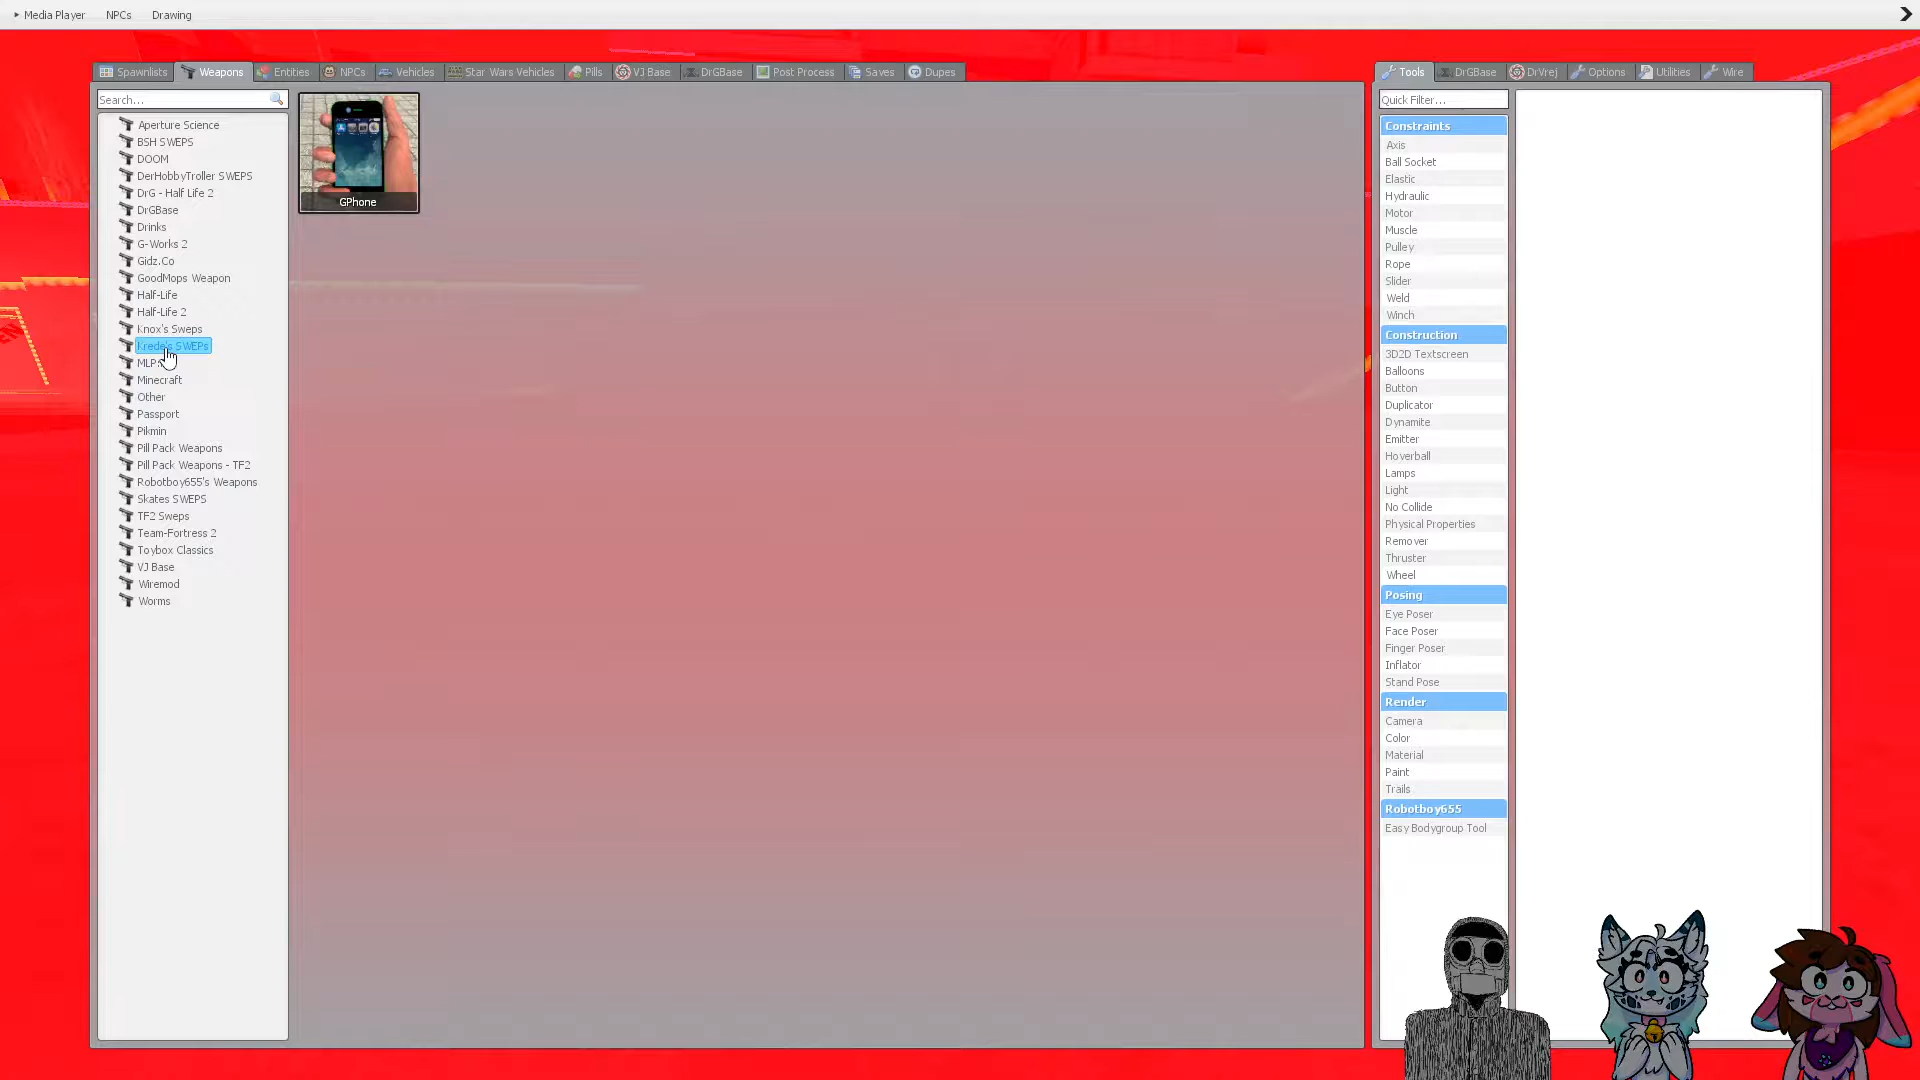 Media Player NPCs Drawing
Spawnlists Weapons Entities NPCs Vehicles Star Wars Vehicles Pills VJ Base DrGBase Post Process Saves Dupes
Search...
Aperture Science
BSH SWEPS
DOOM
DerHobbyTroller SWEPS
DrG - Half Life 2
DrGBase
Drinks
G-Works 2
Gidz.Co
GoodMops Weapon
Half-Life
Half-Life 2
Knox's Sweps
Krede's SWEPs
MLP
Minecraft
Other
Passport
Pikmin
Pill Pack Weapons
Pill Pack Weapons - TF2
Robotboy655's Weapons
Skates SWEPS
TF2 Sweps
Team-Fortress 2
Toybox Classics
VJ Base
Wiremod
Worms
GPhone
Tools DrGBase DrVrej Options Utilities Wire
Quick Filter...
Constraints
Axis
Ball Socket
Elastic
Hydraulic
Motor
Muscle
Pulley
Rope
Slider
Weld
Winch
Construction
3D2D Textscreen
Balloons
Button
Duplicator
Dynamite
Emitter
Hoverball
Lamps
Light
No Collide
Physical Properties
Remover
Thruster
Wheel
Posing
Eye Poser
Face Poser
Finger Poser
Inflator
Stand Pose
Render
Camera
Color
Material
Paint
Trails
Robotboy655
Easy Bodygroup Tool